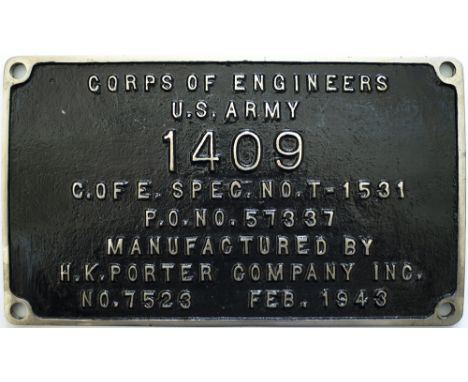 CORPS OF ENGINEERS
U.S. ARMY
1409
C.OF E. SPEC. NO. T-1531
P.O. NO. 57337
MANUFACTURED BY
H.K. PORTER COMPANY INC.
NO. 7523 FEB. 1943